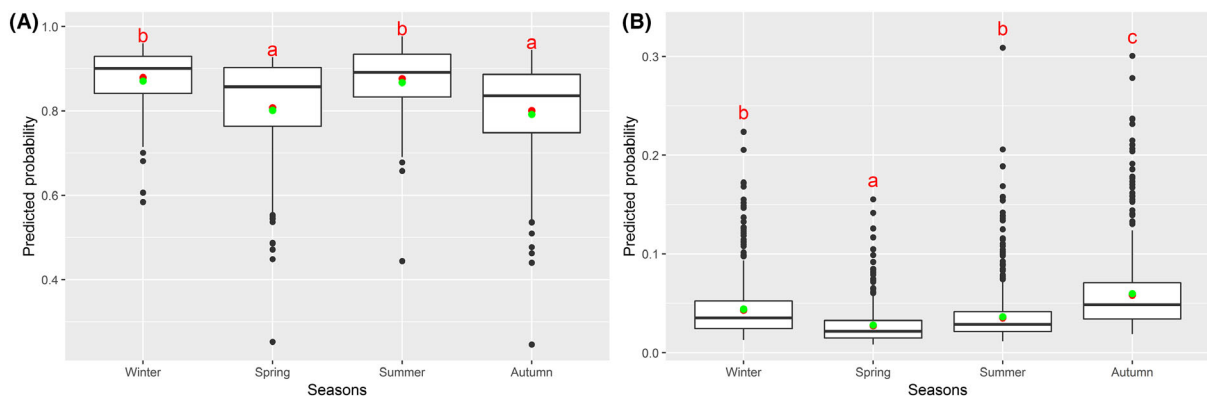 (A)
Predicted probability
1.0
0.8
0.6
0.4
b
a
b
a
Winter
Spring
Summer
Autumn
Seasons
(B)
Predicted probability
0.3
0.2
0.1
0.0
b
a
b
c
Winter
Spring
Summer
Autumn
Seasons